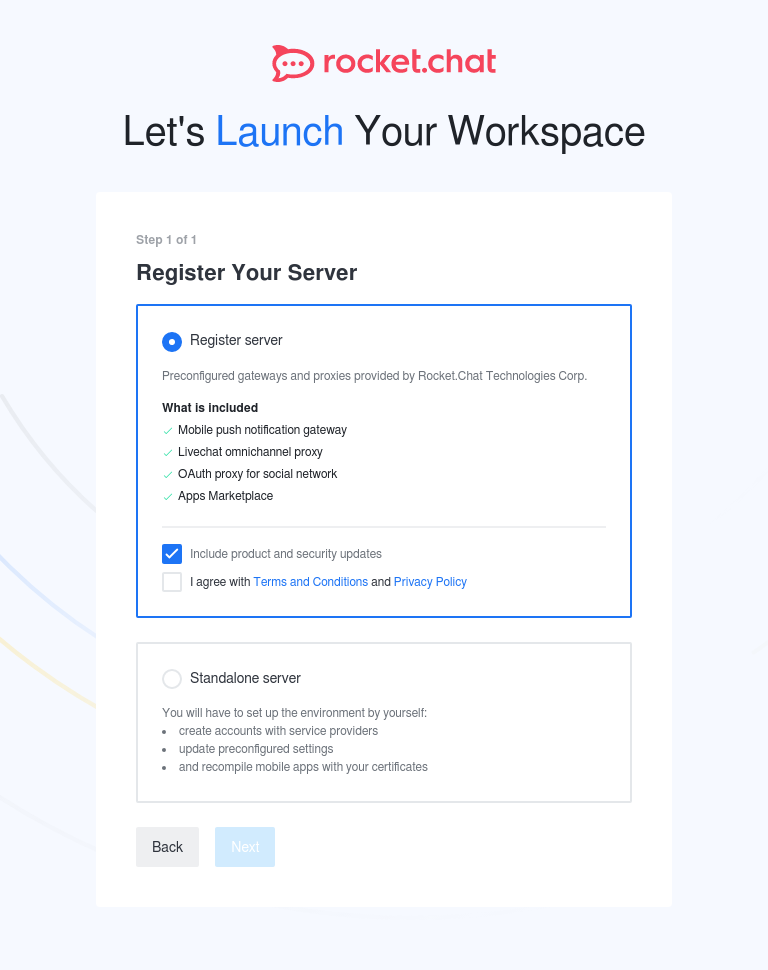 rocket.chat
Let's Launch Your Workspace
Step 1 of 1
Register Your Server
Register server
Preconfigured gateways and proxies provided by Rocket.Chat Technologies Corp.
What is included
Mobile push notification gateway
Livechat omnichannel proxy
OAuth proxy for social network
Apps Marketplace
Include product and security updates
I agree with Terms and Conditions and Privacy Policy
Standalone server
You will have to set up the environment by yourself:
create accounts with service providers
update preconfigured settings
and recompile mobile apps with your certificates
Back Next